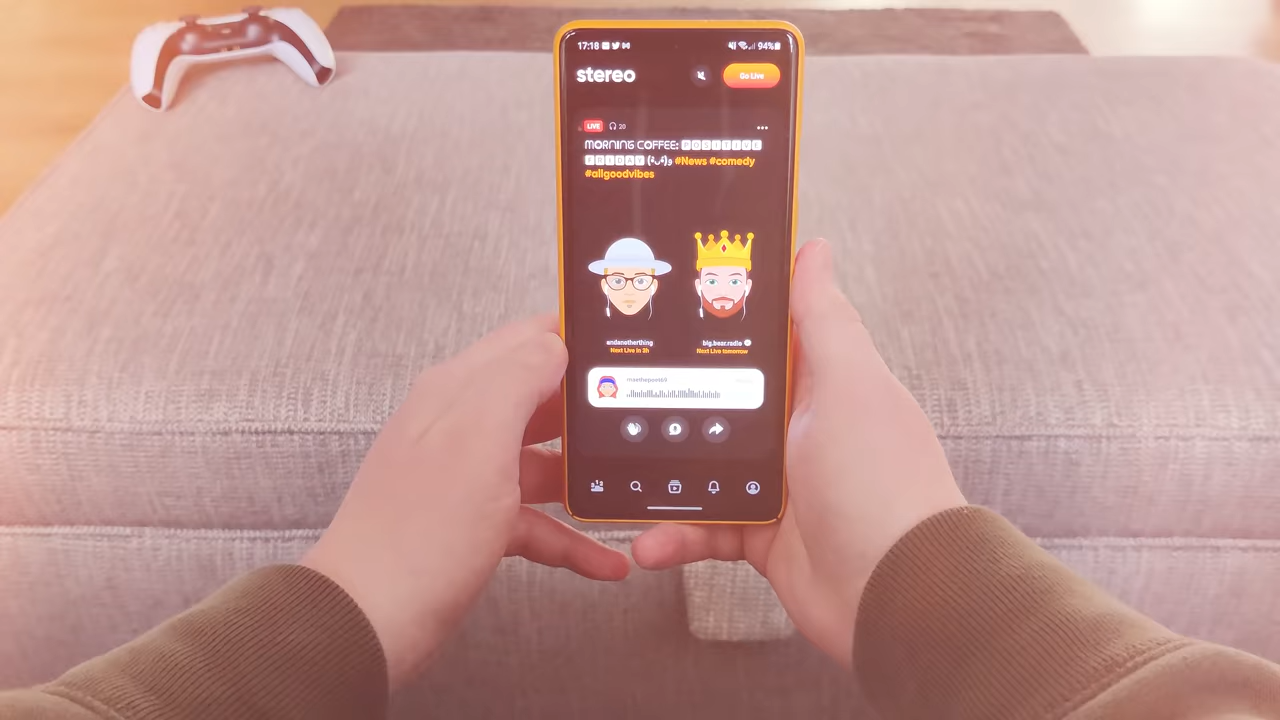 17:18 94%
stereo
Go Live
LIVE 20
MORNING COFFEE: POSITIVE
FRIDAY #News #comedy
#allgoodvibes
andanotherthing
Next Live in 2h
big.bear.radio
Next Live tomorrow